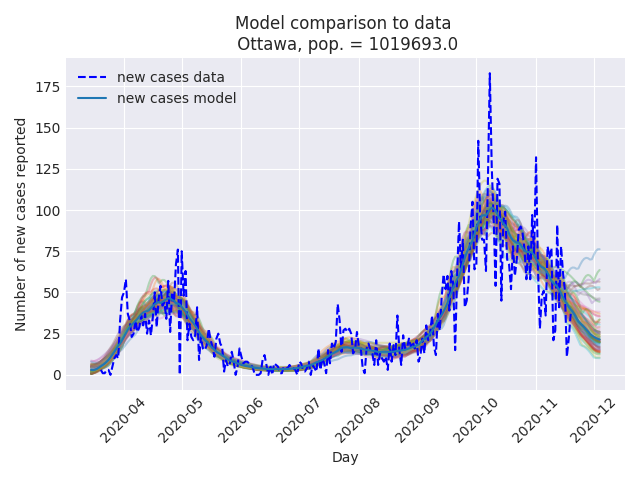 Model comparison to data
Ottawa, pop. = 1019693.0
new cases data
new cases model
Number of new cases reported
175
150
125
100
75
50
25
0
2020-04
2020-05
2020-06
2020-07
2020-08
2020-09
2020-10
2020-11
2020-12
Day